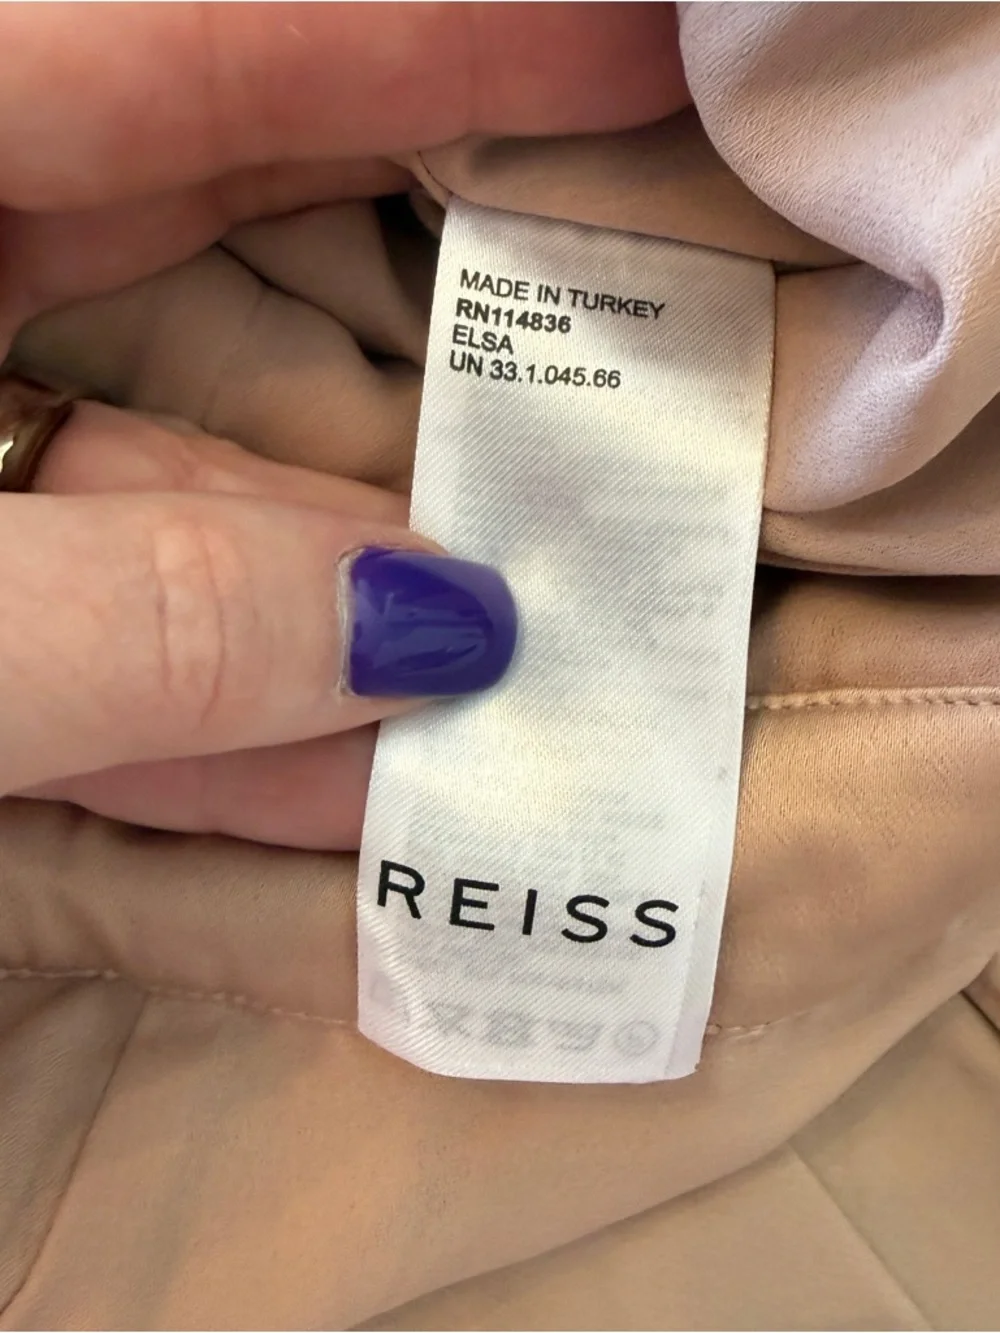 MADE IN TURKEY
RN114836
ELSA
UN 33.1.045.66
REISS